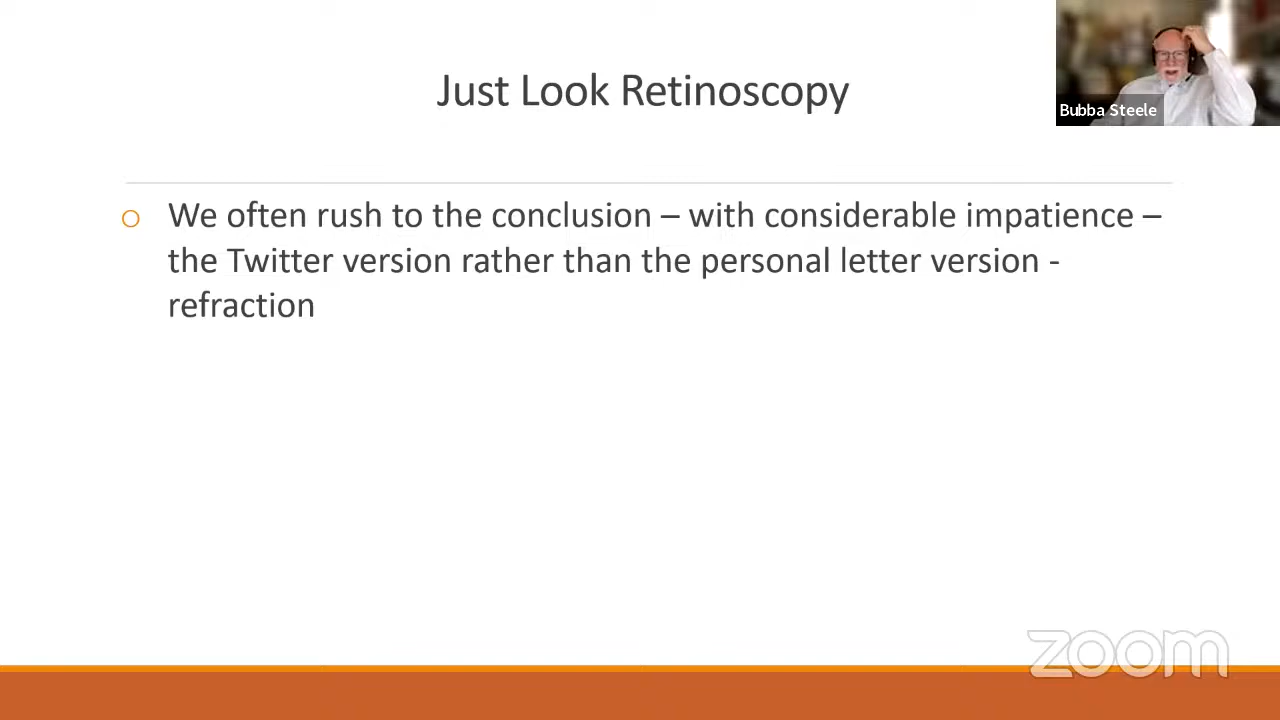 Just Look Retinoscopy
Bubba Steele
o We often rush to the conclusion – with considerable impatience –
the Twitter version rather than the personal letter version -
refraction
zoom